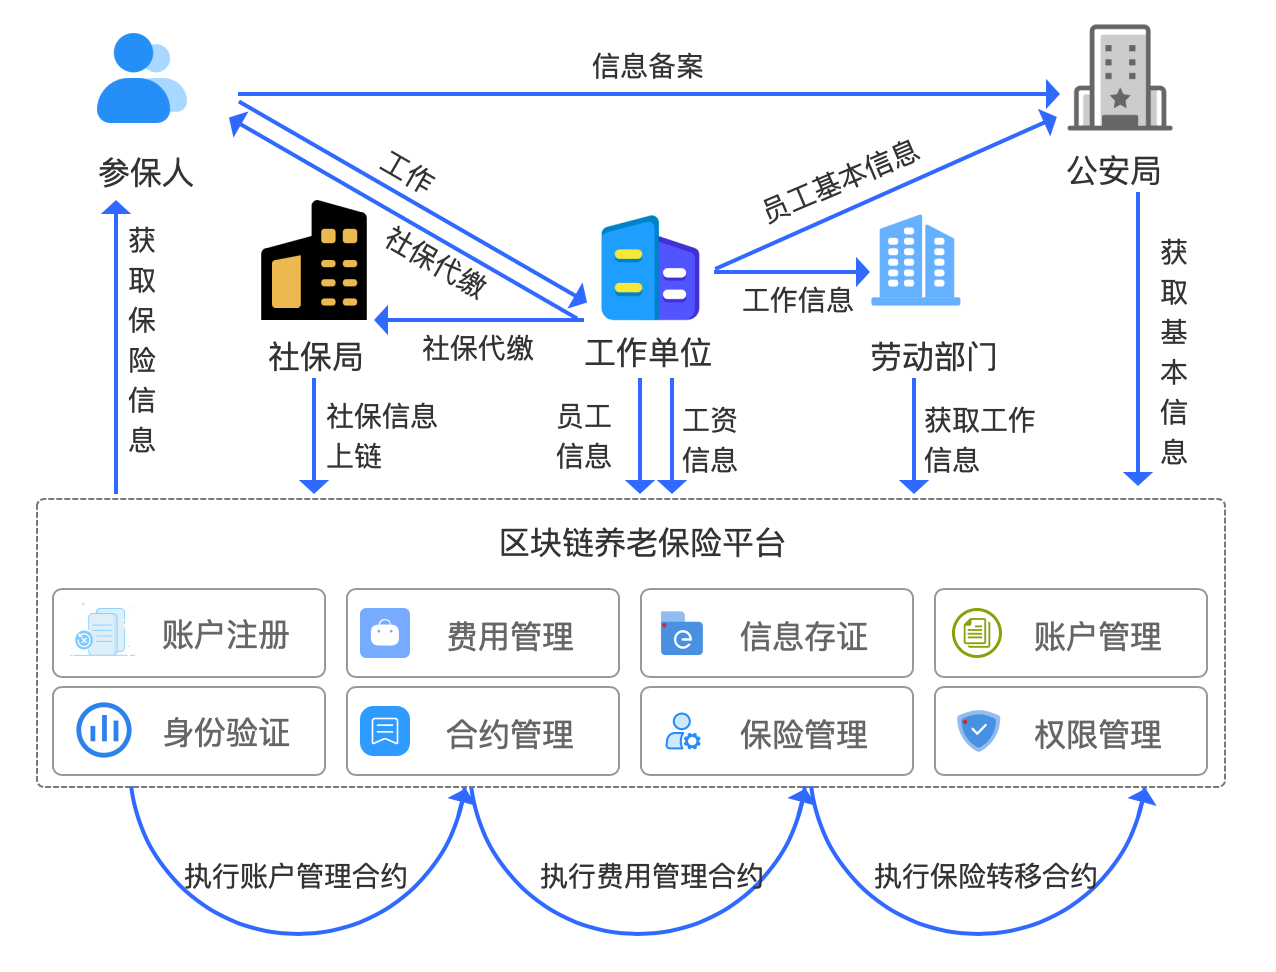 信息备案
参保人
公安局
工作
社保代缴
员工基本信息
工作信息
社保代缴
社保局
工作单位
劳动部门
获
取
保
险
信
息
社保信息
上链
员工
信息
工资
信息
获取工作
信息
获
取
基
本
信
息
区块链养老保险平台
账户注册
费用管理
信息存证
账户管理
身份验证
合约管理
保险管理
权限管理
执行账户管理合约
执行费用管理合约
执行保险转移合约